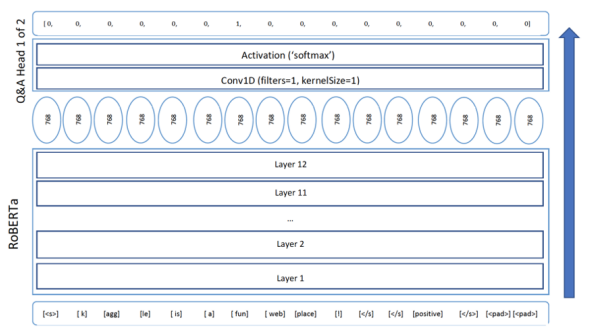 Q&A Head 1 of 2
[ 0, 0, 0, 0, 0, 0, 1, 0, 0, 0, 0, 0, 0, 0, 0, 0]
Activation ('softmax')
Conv1D (filters=1, kernelSize=1)
768 768 768 768 768 768 768 768 768 768 768 768 768 768 768 768
RoBERTa
Layer 12
Layer 11
...
Layer 2
Layer 1
[<s>] [ k] [agg] [le] [ is] [ a] [ fun] [ web] [place] [!] [</s] [</s] [positive] [</s>] [<pad>] [<pad>]